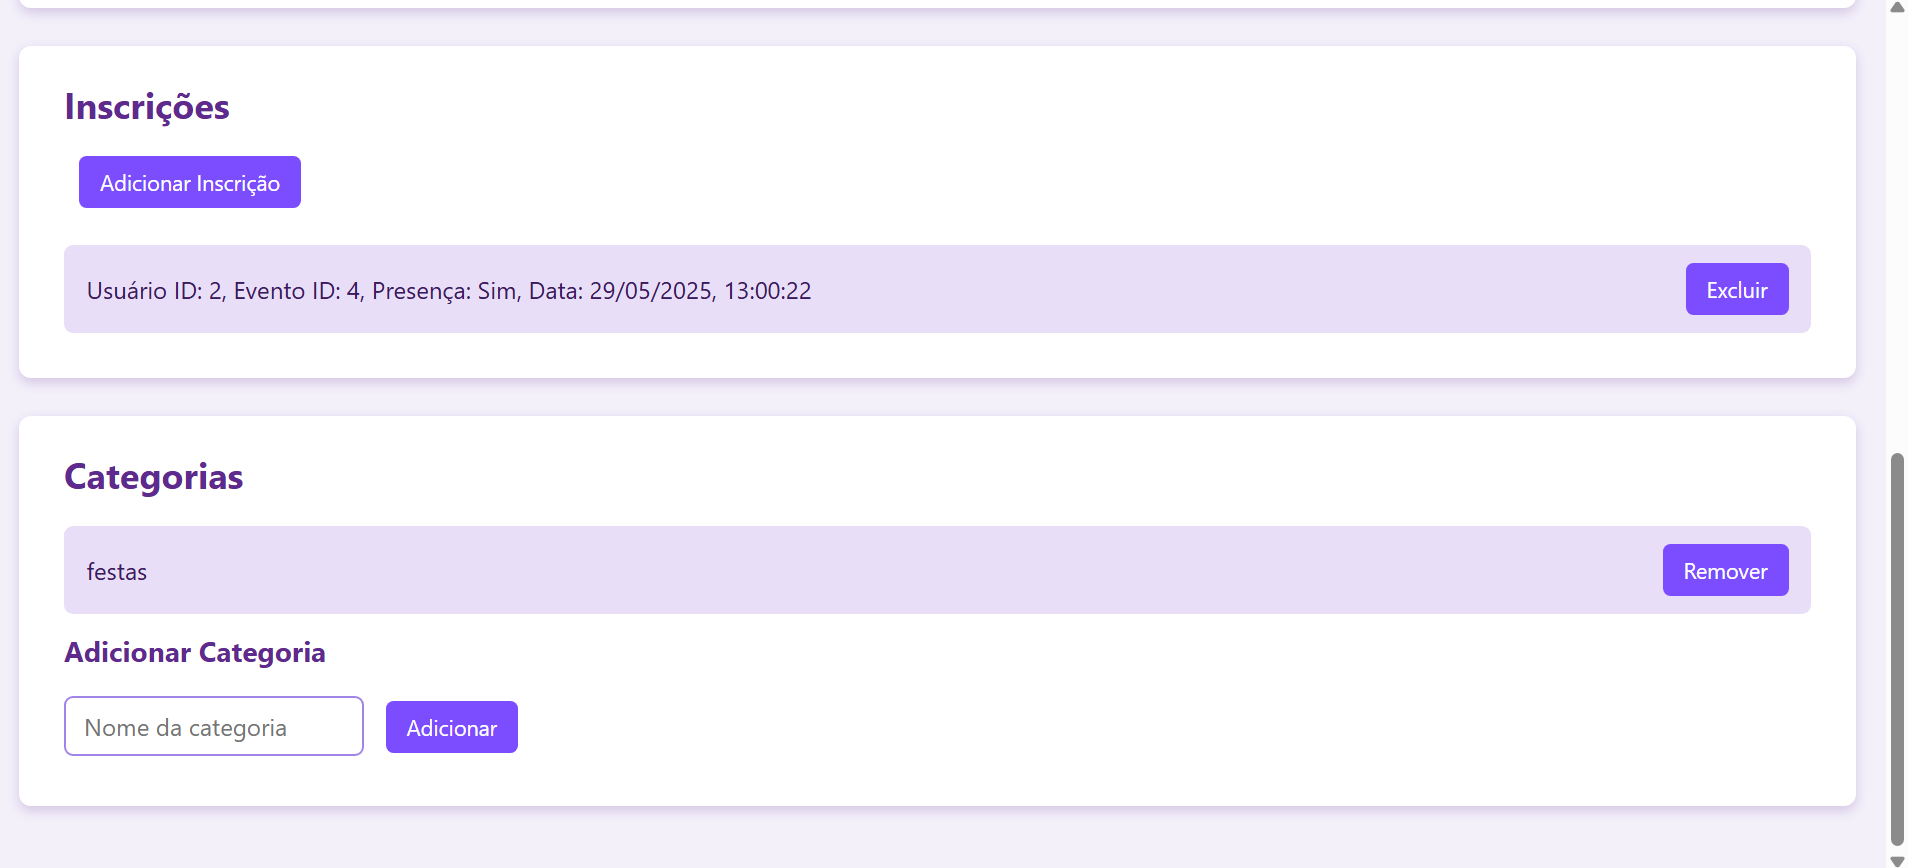 Inscrições
Adicionar Inscrição
Usuário ID: 2, Evento ID: 4, Presença: Sim, Data: 29/05/2025, 13:00:22
Excluir
Categorias
festas
Remover
Adicionar Categoria
Nome da categoria
Adicionar